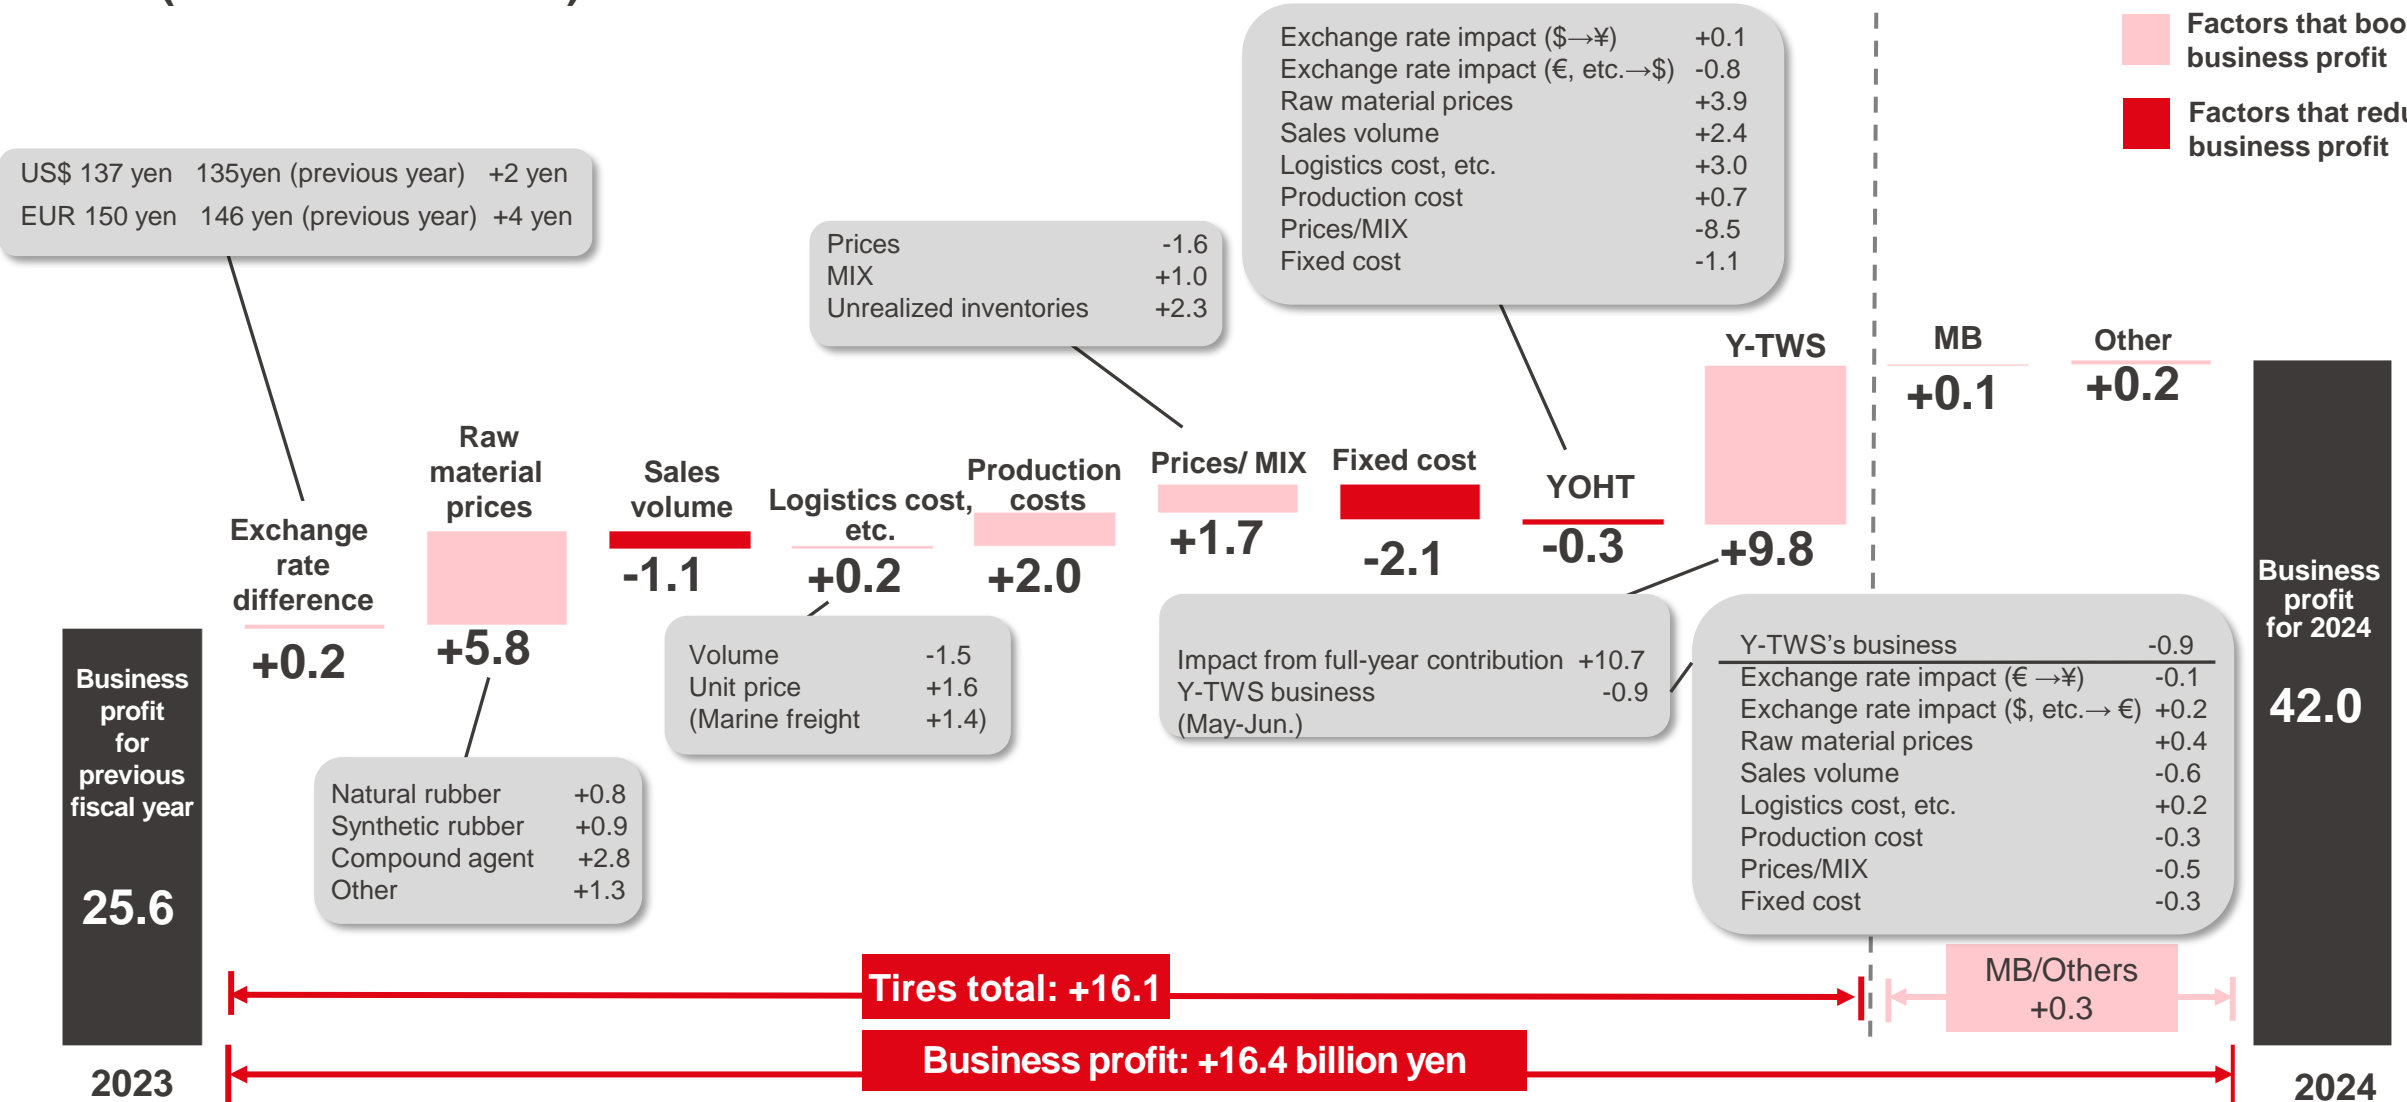 Factors that boo
business profit
Factors that redu
business profit
US$ 137 yen 135yen (previous year) +2 yen
EUR 150 yen 146 yen (previous year) +4 yen
Prices -1.6
MIX +1.0
Unrealized inventories +2.3
Exchange rate impact ($→¥) +0.1
Exchange rate impact (€, etc.→$) -0.8
Raw material prices +3.9
Sales volume +2.4
Logistics cost, etc. +3.0
Production cost +0.7
Prices/MIX -8.5
Fixed cost -1.1
Business
profit
for
previous
fiscal year
25.6
Exchange
rate
difference
+0.2
Raw
material
prices
+5.8
Sales
volume
-1.1
Logistics cost,
etc.
+0.2
Production
costs
+2.0
Prices/ MIX
+1.7
Fixed cost
-2.1
YOHT
-0.3
Y-TWS
+9.8
MB
+0.1
Other
+0.2
Business
profit
for 2024
42.0
Natural rubber +0.8
Synthetic rubber +0.9
Compound agent +2.8
Other +1.3
Volume -1.5
Unit price +1.6
(Marine freight +1.4)
Impact from full-year contribution +10.7
Y-TWS business -0.9
(May-Jun.)
Y-TWS’s business -0.9
Exchange rate impact (€ →¥) -0.1
Exchange rate impact ($, etc.→ €) +0.2
Raw material prices +0.4
Sales volume -0.6
Logistics cost, etc. +0.2
Production cost -0.3
Prices/MIX -0.5
Fixed cost -0.3
Tires total: +16.1
MB/Others
+0.3
Business profit: +16.4 billion yen
2023
2024